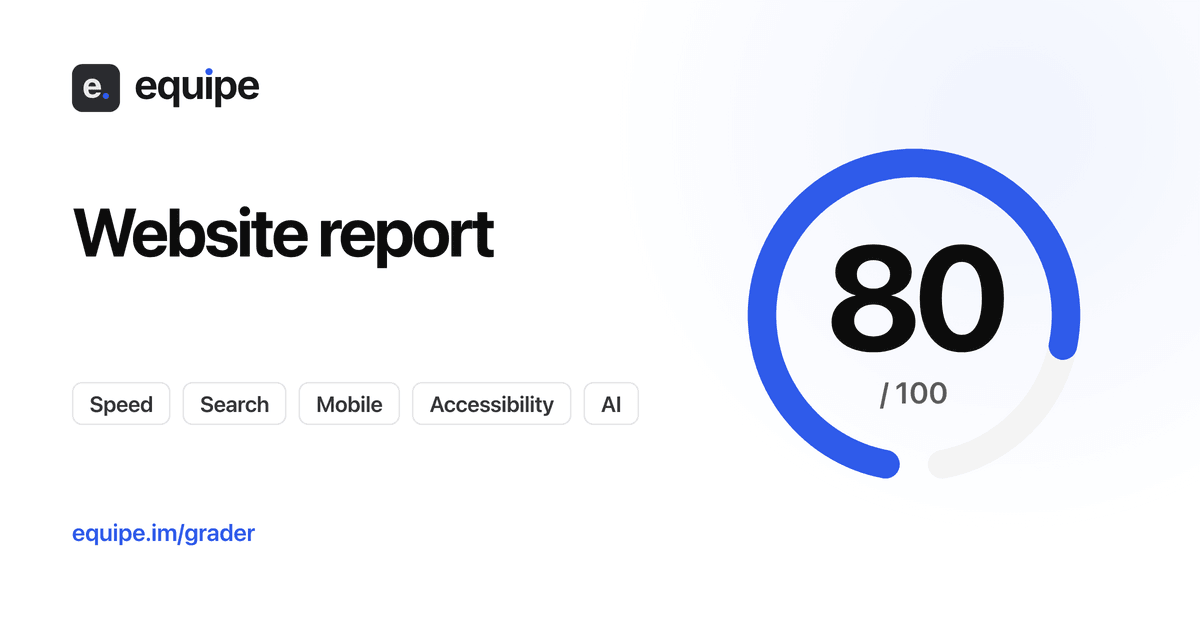 e. equipe
Website report
80
/ 100
Speed Search Mobile Accessibility AI
equipe.im/grader